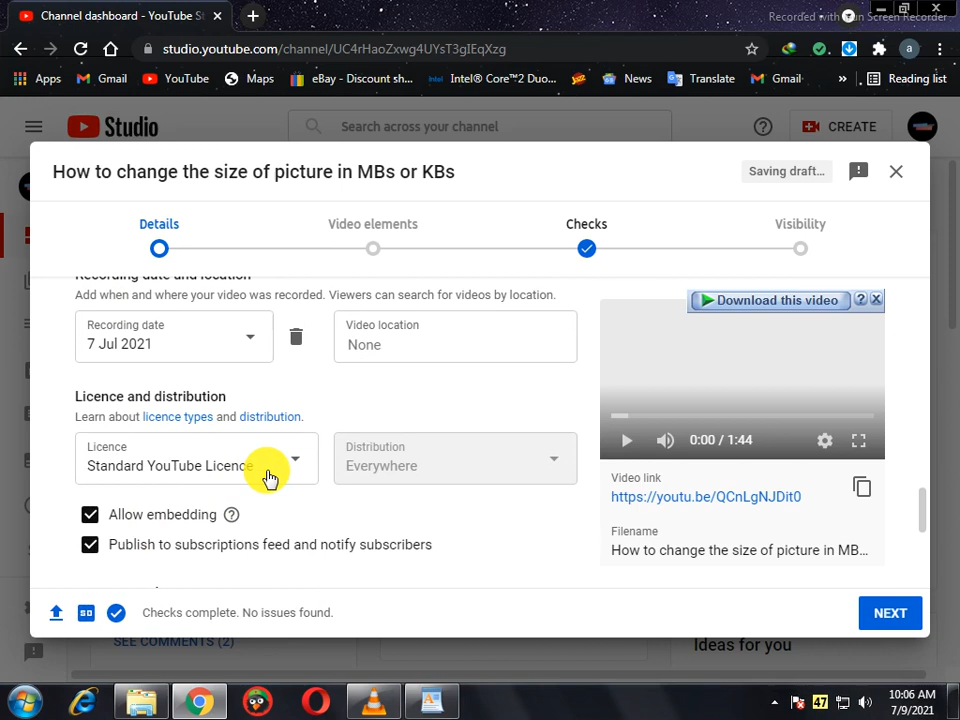 Channel dashboard - YouTube St
Recorded with
Screen Recorder
studio.youtube.com/channel/UC4rHaoZxwg4UYsT3gIEqXzg
a
Apps
Gmail
YouTube
Maps
eBay - Discount sh...
Intel® Core™2 Duo...
News
Translate
Gmail
»
Reading list
Studio
Search across your channel
CREATE
How to change the size of picture in MBs or KBs
Saving draft...
Details
Video elements
Checks
Visibility
Recording date and location
Add when and where your video was recorded. Viewers can search for videos by location.
Recording date
7 Jul 2021
Video location
None
Licence and distribution
Learn about licence types and distribution.
Licence
Standard YouTube Licence
Distribution
Everywhere
Allow embedding
Publish to subscriptions feed and notify subscribers
Download this video
0:00 / 1:44
Video link
https://youtu.be/QCnLgNJDit0
Filename
How to change the size of picture in MB...
SD
Checks complete. No issues found.
NEXT
SEE COMMENTS (2)
Ideas for you
47
10:06 AM
7/9/2021